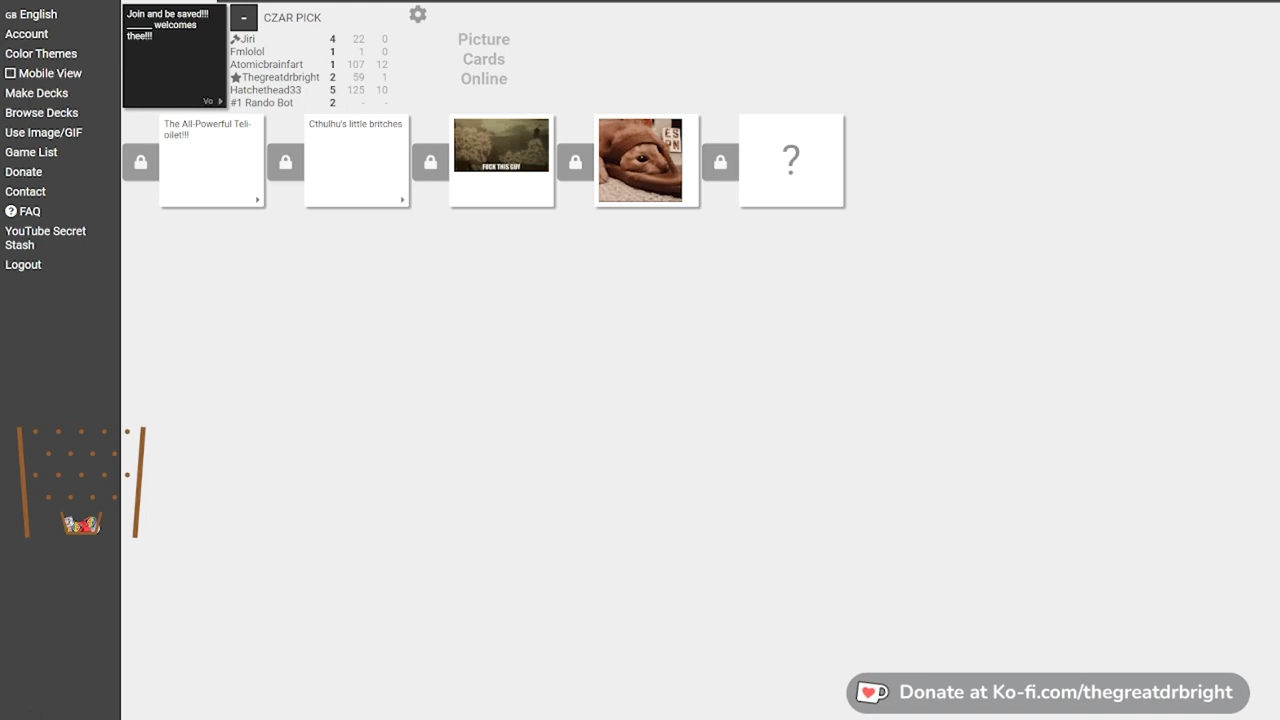 GB English
Account
Color Themes
Mobile View
Make Decks
Browse Decks
Use Image/GIF
Game List
Donate
Contact
FAQ
YouTube Secret
Stash
Logout
Join and be saved!!!
_____ welcomes
thee!!!
Va
-
CZAR PICK
Jiri 4 22 0
Fmlolol 1 1 0
Atomicbrainfart 1 107 12
Thegreatdrbright 2 59 1
Hatchethead33 5 125 10
#1 Rando Bot 2 - -
Picture
Cards
Online
The All-Powerful Teli-
oilet!!!
Cthulhu's little britches
FUCK THIS GUY
?
Donate at Ko-fi.com/thegreatdrbright